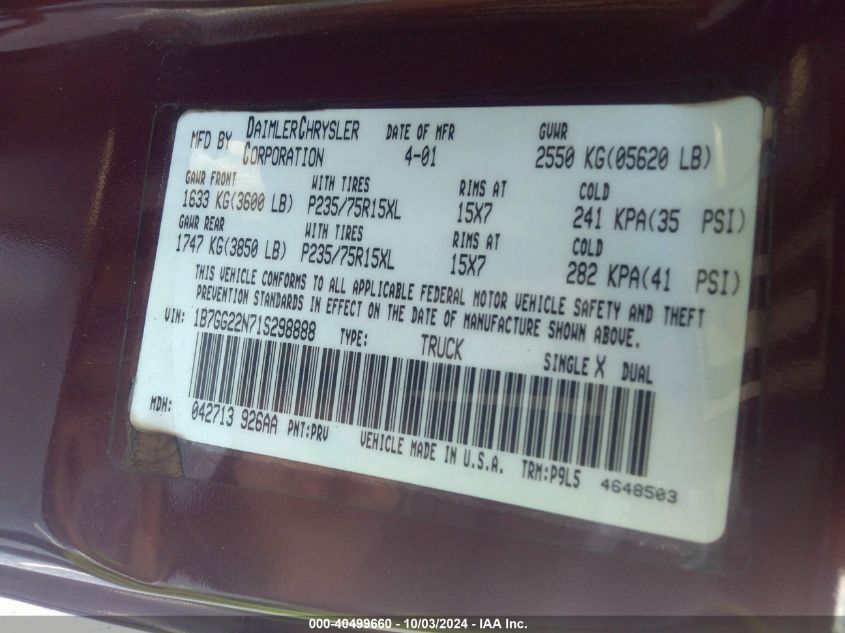 MFD BY DAIMLERCHRYSLER CORPORATION DATE OF MFR 4-01 GVWR 2550 KG(05620 LB)
GAWR FRONT WITH TIRES RIMS AT COLD
1633 KG(3600 LB) P235/75R15XL 15X7 241 KPA(35 PSI)
GAWR REAR WITH TIRES RIMS AT COLD
1747 KG(3850 LB) P235/75R15XL 15X7 282 KPA(41 PSI)
THIS VEHICLE CONFORMS TO ALL APPLICABLE FEDERAL MOTOR VEHICLE SAFETY AND THEFT
PREVENTION STANDARDS IN EFFECT ON THE DATE OF MANUFACTURE SHOWN ABOVE.
VIN: 1B7GG22N71S298888 TYPE: TRUCK SINGLE X DUAL
MDH: 042713 926AA PNT:PRV VEHICLE MADE IN U.S.A. TRM:P9L5 4648503
000-40499660 - 10/03/2024 - IAA Inc.